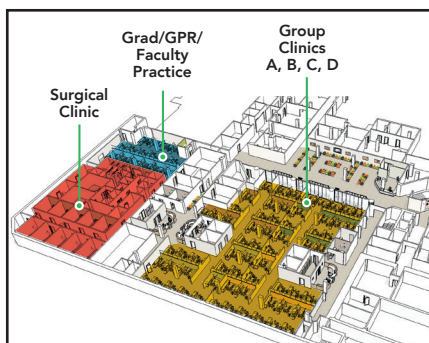 Grad/GPR/
Faculty
Practice
Group
Clinics
A, B, C, D
Surgical
Clinic